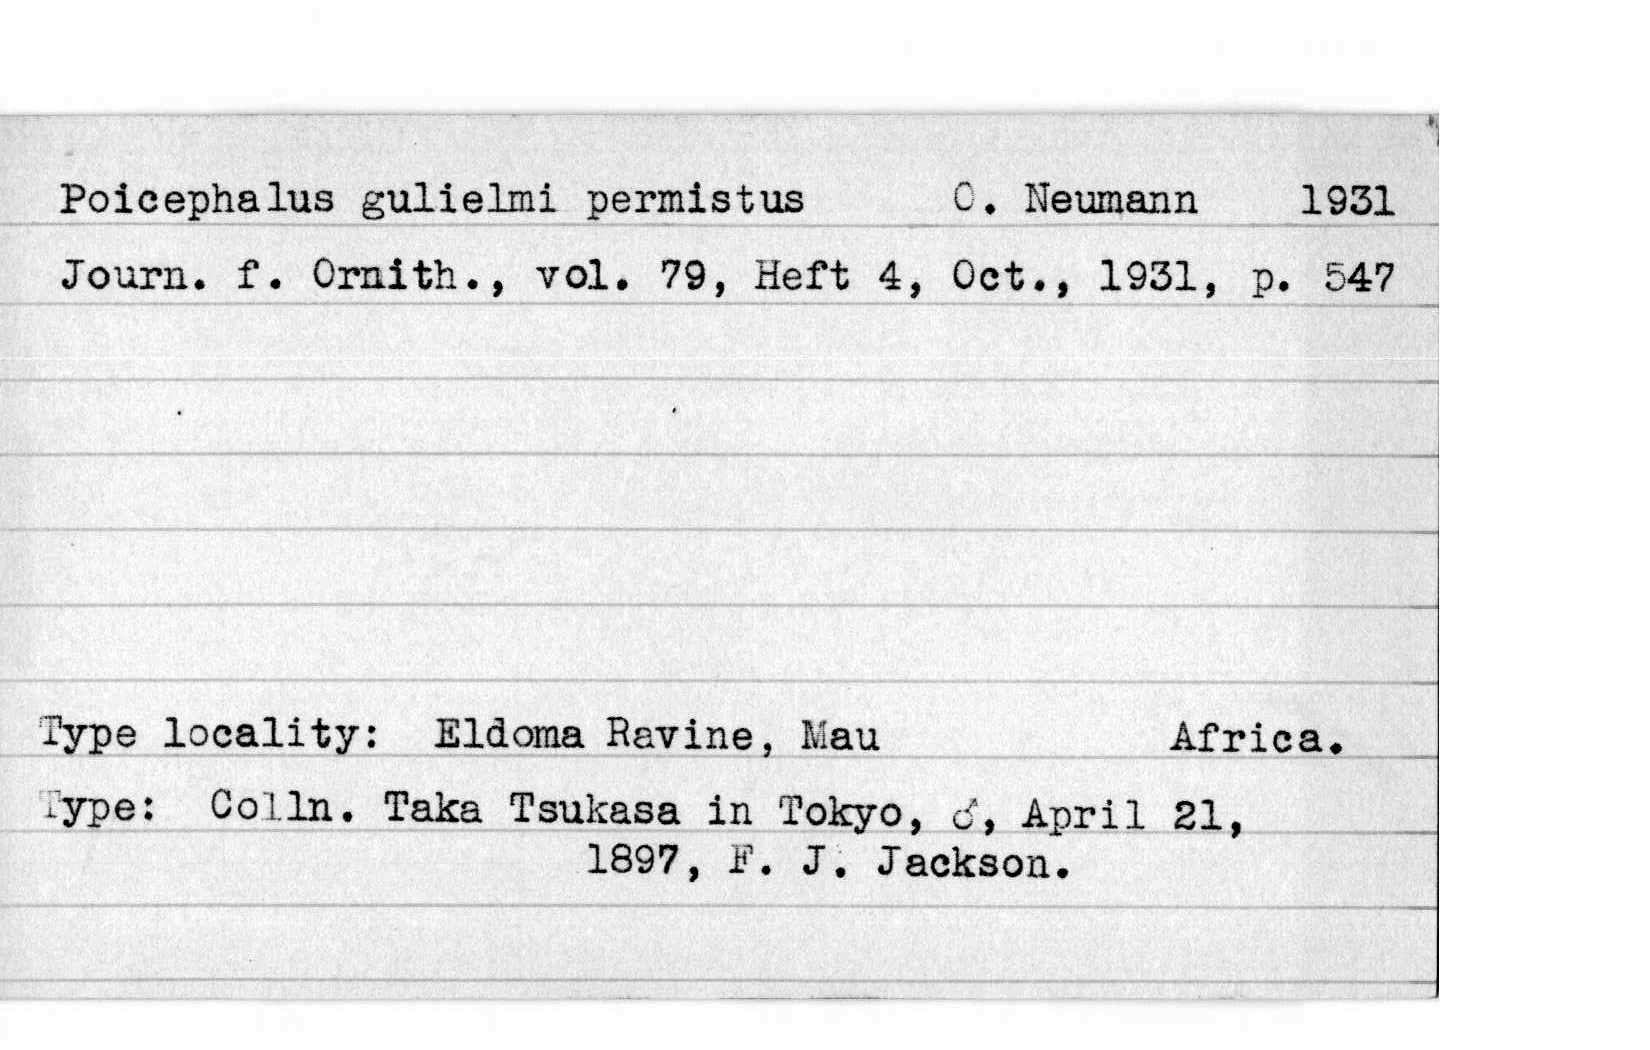 Poicephalus gulielmi permistus O. Neumann 1931
Journ. f. Ornith., vol. 79, Heft 4, Oct., 1931, p. 547
Type locality: Eldoma Ravine, Mau Africa.
Type: Colln. Taka Tsukasa in Tokyo, ♂, April 21,
1897, F. J. Jackson.